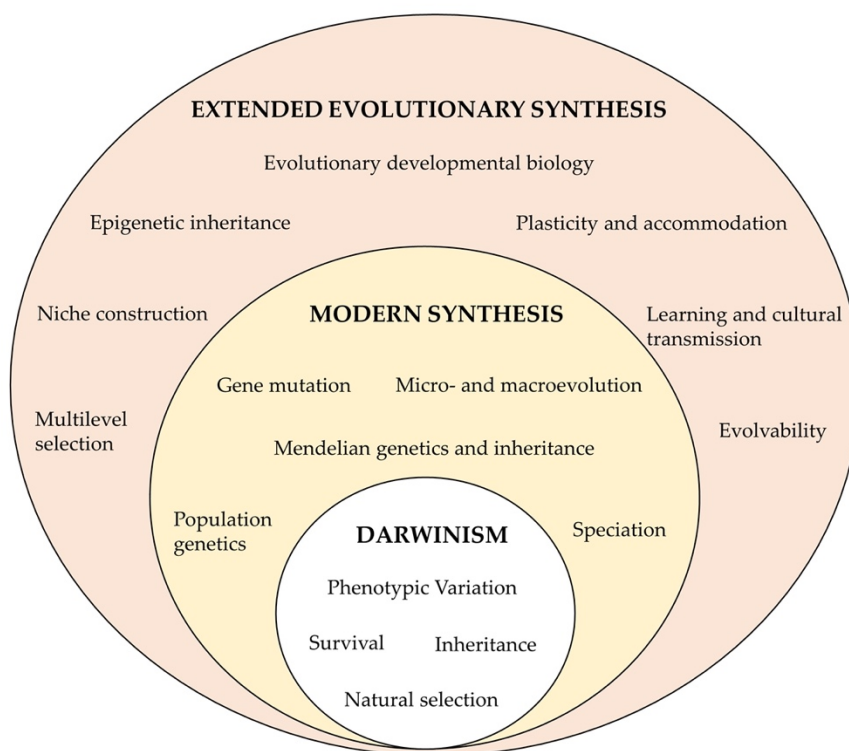 EXTENDED EVOLUTIONARY SYNTHESIS
Evolutionary developmental biology
Epigenetic inheritance
Plasticity and accommodation
Niche construction
MODERN SYNTHESIS
Learning and cultural
transmission
Gene mutation
Micro- and macroevolution
Multilevel
selection
Evolvability
Mendelian genetics and inheritance
Population
genetics
DARWINISM
Speciation
Phenotypic Variation
Survival
Inheritance
Natural selection